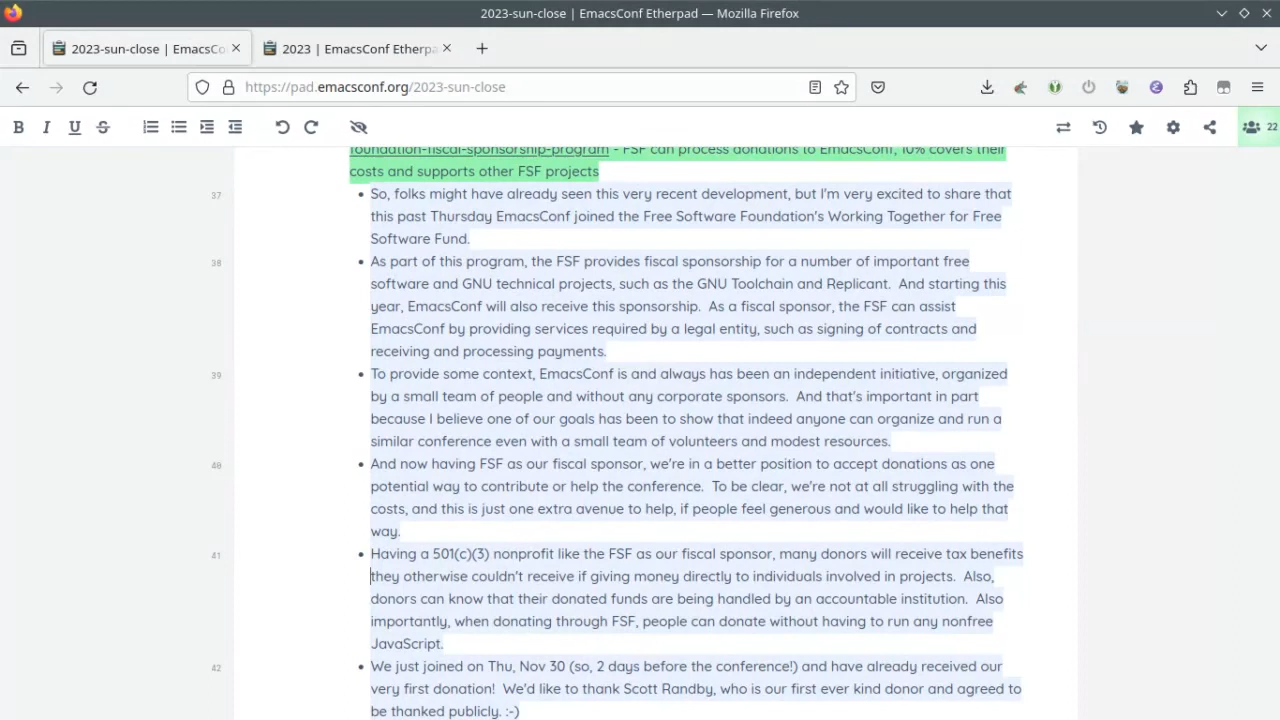 2023-sun-close | EmacsConf Etherpad — Mozilla Firefox
2023-sun-close | EmacsCo
2023 | EmacsConf Etherpa
https://pad.emacsconf.org/2023-sun-close
B I U S
22
foundation-fiscal-sponsorship-program - FSF can process donations to EmacsConf, 10% covers their
costs and supports other FSF projects
37
• So, folks might have already seen this very recent development, but I'm very excited to share that
this past Thursday EmacsConf joined the Free Software Foundation's Working Together for Free
Software Fund.
38
• As part of this program, the FSF provides fiscal sponsorship for a number of important free
software and GNU technical projects, such as the GNU Toolchain and Replicant.  And starting this
year, EmacsConf will also receive this sponsorship.  As a fiscal sponsor, the FSF can assist
EmacsConf by providing services required by a legal entity, such as signing of contracts and
receiving and processing payments.
39
• To provide some context, EmacsConf is and always has been an independent initiative, organized
by a small team of people and without any corporate sponsors.  And that's important in part
because I believe one of our goals has been to show that indeed anyone can organize and run a
similar conference even with a small team of volunteers and modest resources.
40
• And now having FSF as our fiscal sponsor, we're in a better position to accept donations as one
potential way to contribute or help the conference.  To be clear, we're not at all struggling with the
costs, and this is just one extra avenue to help, if people feel generous and would like to help that
way.
41
• Having a 501(c)(3) nonprofit like the FSF as our fiscal sponsor, many donors will receive tax benefits
they otherwise couldn't receive if giving money directly to individuals involved in projects.  Also,
donors can know that their donated funds are being handled by an accountable institution.  Also
importantly, when donating through FSF, people can donate without having to run any nonfree
JavaScript.
42
• We just joined on Thu, Nov 30 (so, 2 days before the conference!) and have already received our
very first donation!  We'd like to thank Scott Randby, who is our first ever kind donor and agreed to
be thanked publicly. :-)